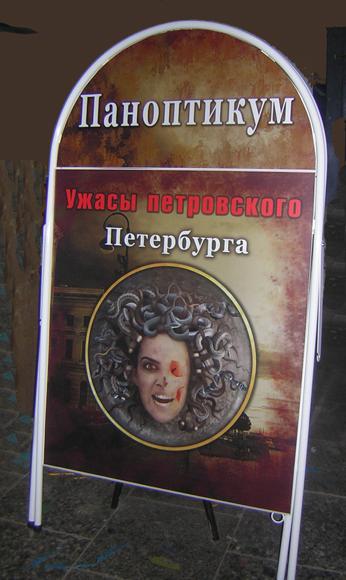 Паноптикум
Ужасы петровского
Петербурга